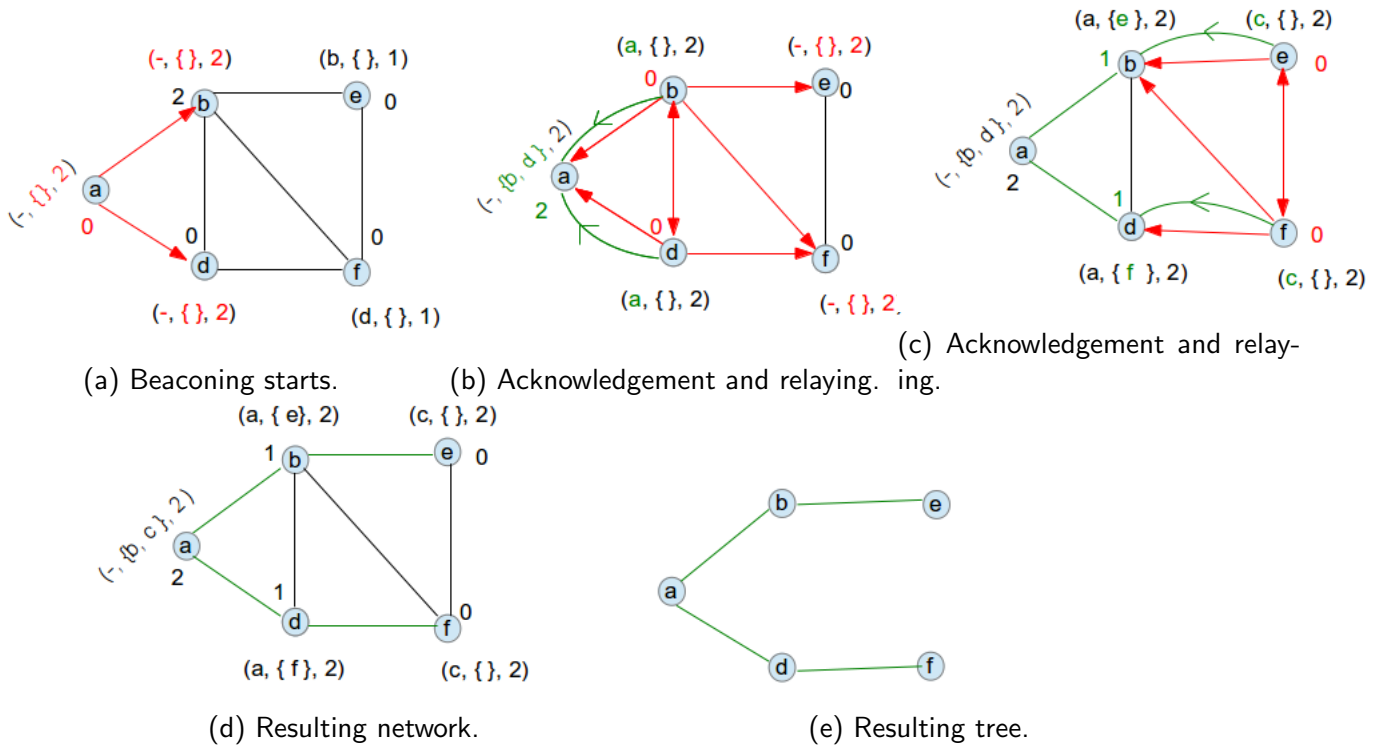 (-, { }, 2)
(b, { }, 1)
2
b
e
0
(-, { }, 2)
a
0
0
d
0
f
(-, { }, 2)
(d, { }, 1)
(a) Beaconing starts.
(a, { }, 2)
(-, { }, 2)
0
b
e
0
(-, {b, d }, 2)
a
2
0
d
0
f
(a, { }, 2)
(-, { }, 2,
(b) Acknowledgement and relaying.
(a, {e }, 2)
(c, { }, 2)
1
b
e
0
(-, {b, d }, 2)
a
2
1
d
f
0
(a, { f }, 2)
(c, { }, 2)
(c) Acknowledgement and relay-
ing.
(a, { e}, 2)
(c, { }, 2)
1
b
e
0
(-, {b, c }, 2)
a
2
1
d
0
f
(a, { f }, 2)
(c, { }, 2)
(d) Resulting network.
b
e
a
d
f
(e) Resulting tree.